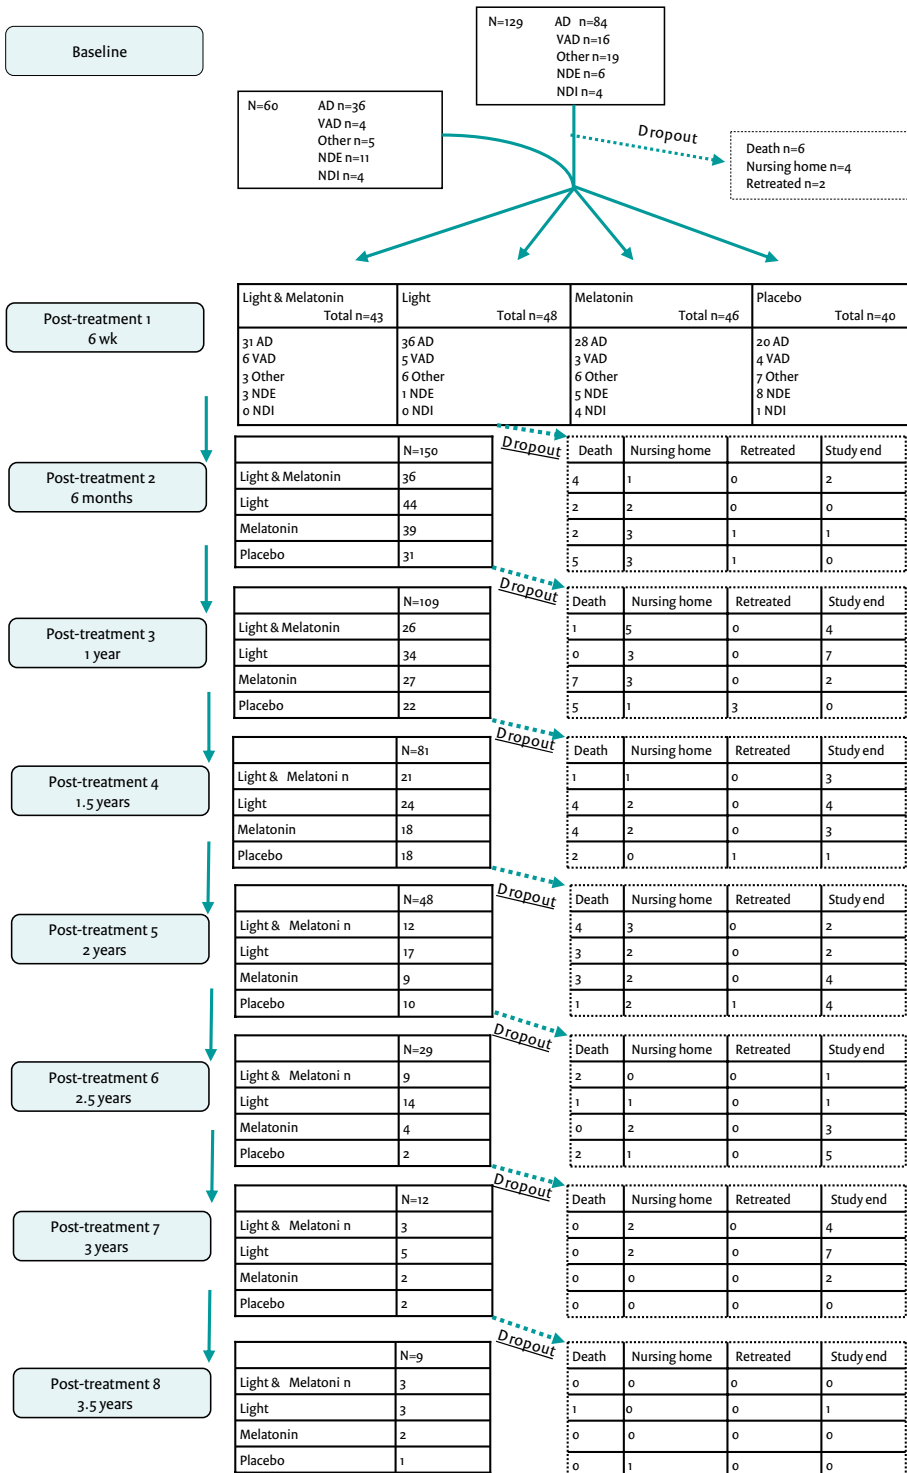 Baseline
N=129 AD n=84
VAD n=16
Other n=19
NDE n=6
NDI n=4
N=60 AD n=36
VAD n=4
Other n=5
NDE n=11
NDI n=4
Dropout
Death n=6
Nursing home n=4
Retreated n=2
Post-treatment 1
6 wk
Light & Melatonin
Total n=43
31 AD
6 VAD
3 Other
3 NDE
0 NDI
Light
Total n=48
36 AD
5 VAD
6 Other
1 NDE
0 NDI
Melatonin
Total n=46
28 AD
3 VAD
6 Other
5 NDE
4 NDI
Placebo
Total n=40
20 AD
4 VAD
7 Other
8 NDE
1 NDI
Dropout
Post-treatment 2
6 months
N=150
Light & Melatonin 36
Light 44
Melatonin 39
Placebo 31
Death Nursing home Retreated Study end
4 1 0 2
2 2 0 0
2 3 1 1
5 3 1 0
Dropout
Post-treatment 3
1 year
N=109
Light & Melatonin 26
Light 34
Melatonin 27
Placebo 22
Death Nursing home Retreated Study end
1 5 0 4
0 3 0 7
7 3 0 2
5 1 3 0
Dropout
Post-treatment 4
1.5 years
N=81
Light & Melatoni n 21
Light 24
Melatonin 18
Placebo 18
Death Nursing home Retreated Study end
1 1 0 3
4 2 0 4
4 2 0 3
2 0 1 1
Dropout
Post-treatment 5
2 years
N=48
Light & Melatoni n 12
Light 17
Melatonin 9
Placebo 10
Death Nursing home Retreated Study end
4 3 0 2
3 2 0 2
3 2 0 4
1 2 1 4
Dropout
Post-treatment 6
2.5 years
N=29
Light & Melatoni n 9
Light 14
Melatonin 4
Placebo 2
Death Nursing home Retreated Study end
2 0 0 1
1 1 0 1
0 2 0 3
2 1 0 5
Dropout
Post-treatment 7
3 years
N=12
Light & Melatoni n 3
Light 5
Melatonin 2
Placebo 2
Death Nursing home Retreated Study end
0 2 0 4
0 2 0 7
0 0 0 2
0 0 0 0
Dropout
Post-treatment 8
3.5 years
N=9
Light & Melatoni n 3
Light 3
Melatonin 2
Placebo 1
Death Nursing home Retreated Study end
0 0 0 0
1 0 0 1
0 0 0 0
0 1 0 0